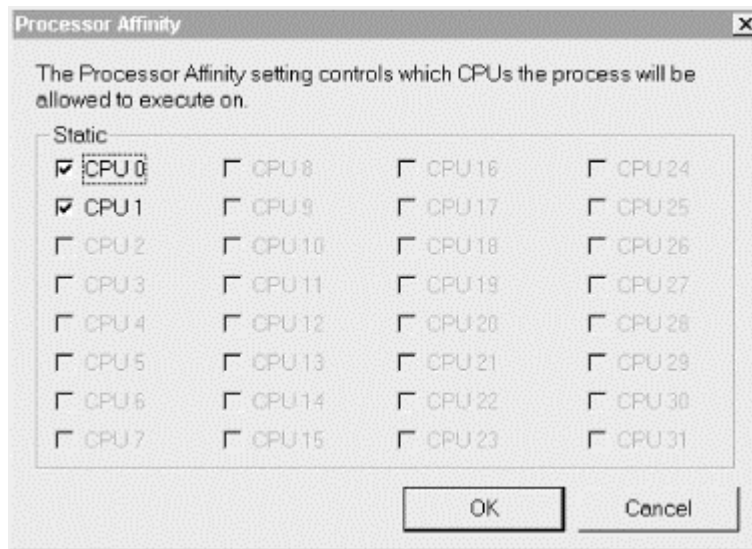 Processor Affinity
The Processor Affinity setting controls which CPUs the process will be
allowed to execute on.
Static
CPU 0 CPU 8 CPU 16 CPU 24
CPU 1 CPU 9 CPU 17 CPU 25
CPU 2 CPU 10 CPU 18 CPU 26
CPU 3 CPU 11 CPU 19 CPU 27
CPU 4 CPU 12 CPU 20 CPU 28
CPU 5 CPU 13 CPU 21 CPU 29
CPU 6 CPU 14 CPU 22 CPU 30
CPU 7 CPU 15 CPU 23 CPU 31
OK Cancel